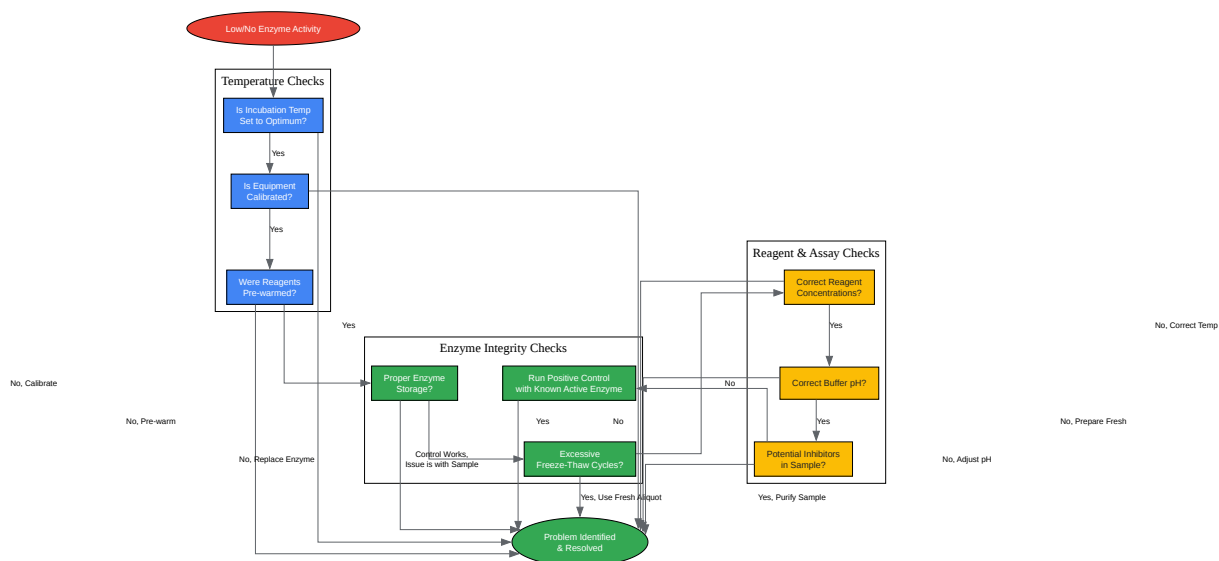 Low/No Enzyme Activity
Temperature Checks
Is Incubation Temp
Set to Optimum?
Yes
Is Equipment
Calibrated?
Yes
Were Reagents
Pre-warmed?
Reagent & Assay Checks
Correct Reagent
Concentrations?
Yes
Yes
No, Correct Temp
Enzyme Integrity Checks
Proper Enzyme
Storage?
Run Positive Control
with Known Active Enzyme
No
Correct Buffer pH?
No, Calibrate
No, Pre-warm
Yes
No
Yes
No, Prepare Fresh
No, Replace Enzyme
Control Works,
Issue is with Sample
Excessive
Freeze-Thaw Cycles?
Potential Inhibitors
in Sample?
No, Adjust pH
Yes, Use Fresh Aliquot
Yes, Purify Sample
Problem Identified
& Resolved